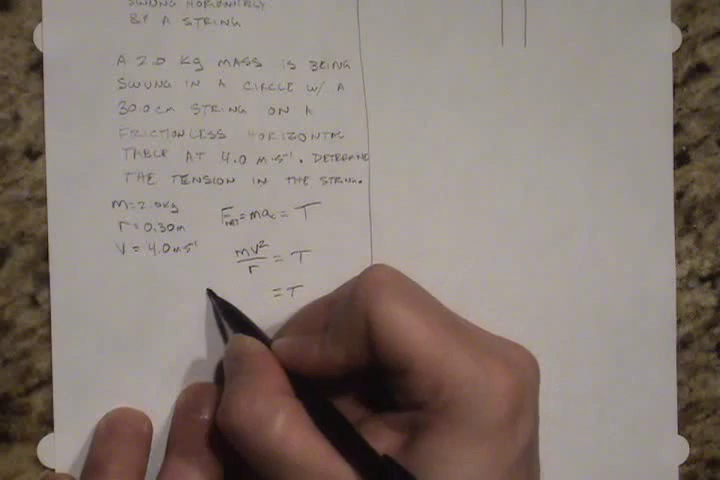 SWUNG HORIZONTALLY
BY A STRING
A 2.0 kg MASS IS BEING
SWUNG IN A CIRCLE W/ A
30.0 cm STRING ON A
FRICTIONLESS HORIZONTAL
TABLE AT 4.0 m·s⁻¹. DETERMINE
THE TENSION IN THE STRING.
m = 2.0 kg
r = 0.30 m
V = 4.0 m·s⁻¹
F_NET = ma_c = T
mv²/r = T
= T